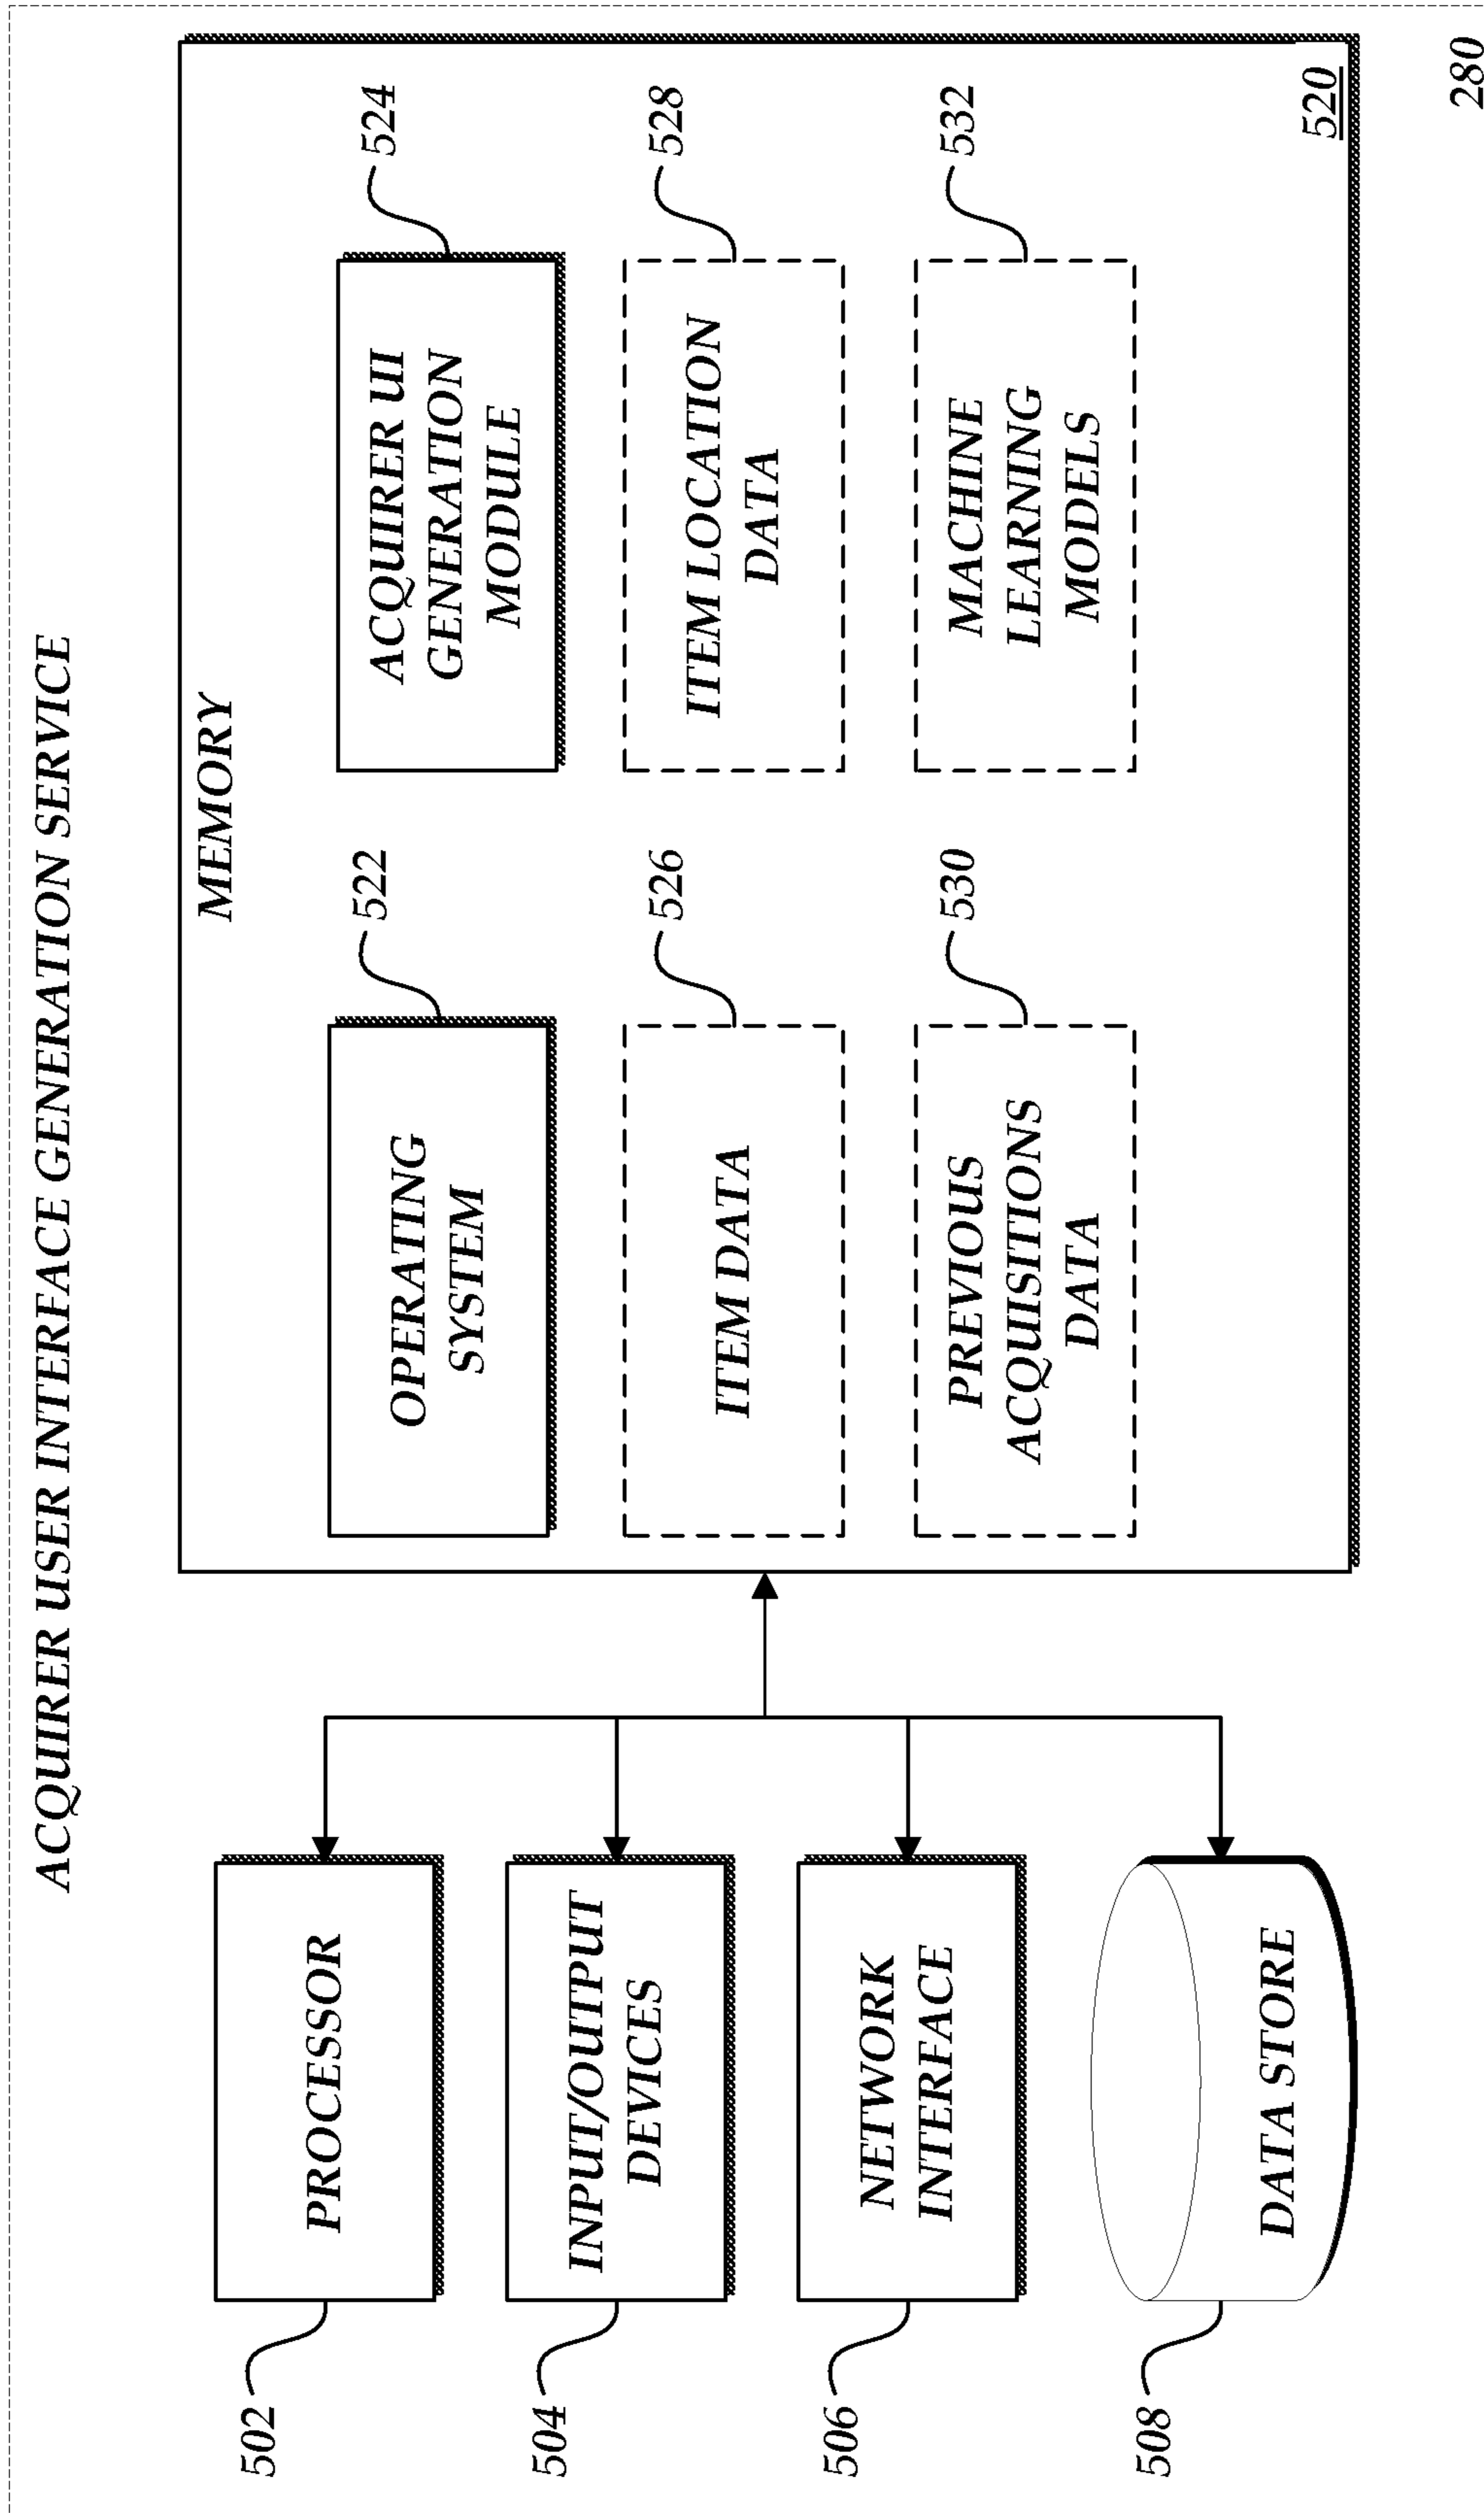 ACQUIRER USER INTERFACE GENERATION SERVICE
502
PROCESSOR
504
INPUT/OUTPUT
DEVICES
506
NETWORK
INTERFACE
508
DATA STORE
MEMORY
OPERATING
SYSTEM
522
ACQUIRER UI
GENERATION
MODULE
524
ITEM DATA
526
ITEM LOCATION
DATA
528
PREVIOUS
ACQUISITIONS
DATA
530
MACHINE
LEARNING
MODELS
532
520
280